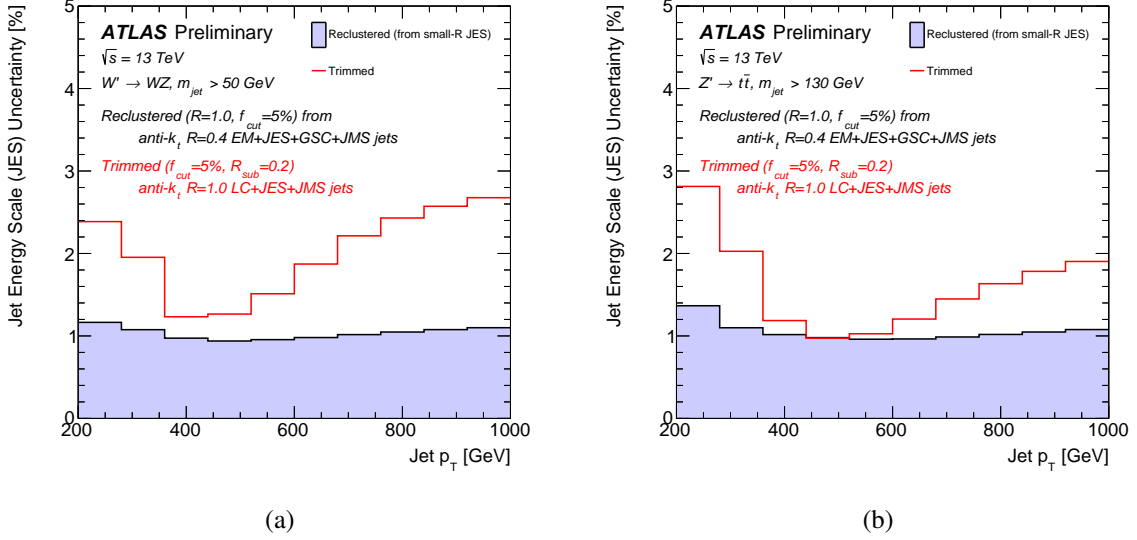 Jet Energy Scale (JES) Uncertainty [%]
5
4
3
2
1
0
ATLAS Preliminary
√s = 13 TeV
W' → WZ, m_jet > 50 GeV
Reclustered (R=1.0, f_cut=5%) from
anti-k_t R=0.4 EM+JES+GSC+JMS jets
Trimmed (f_cut=5%, R_sub=0.2)
anti-k_t R=1.0 LC+JES+JMS jets
Reclustered (from small-R JES)
Trimmed
200 400 600 800 1000
Jet p_T [GeV]
(a)
Jet Energy Scale (JES) Uncertainty [%]
5
4
3
2
1
0
ATLAS Preliminary
√s = 13 TeV
Z' → tt̄, m_jet > 130 GeV
Reclustered (R=1.0, f_cut=5%) from
anti-k_t R=0.4 EM+JES+GSC+JMS jets
Trimmed (f_cut=5%, R_sub=0.2)
anti-k_t R=1.0 LC+JES+JMS jets
Reclustered (from small-R JES)
Trimmed
200 400 600 800 1000
Jet p_T [GeV]
(b)